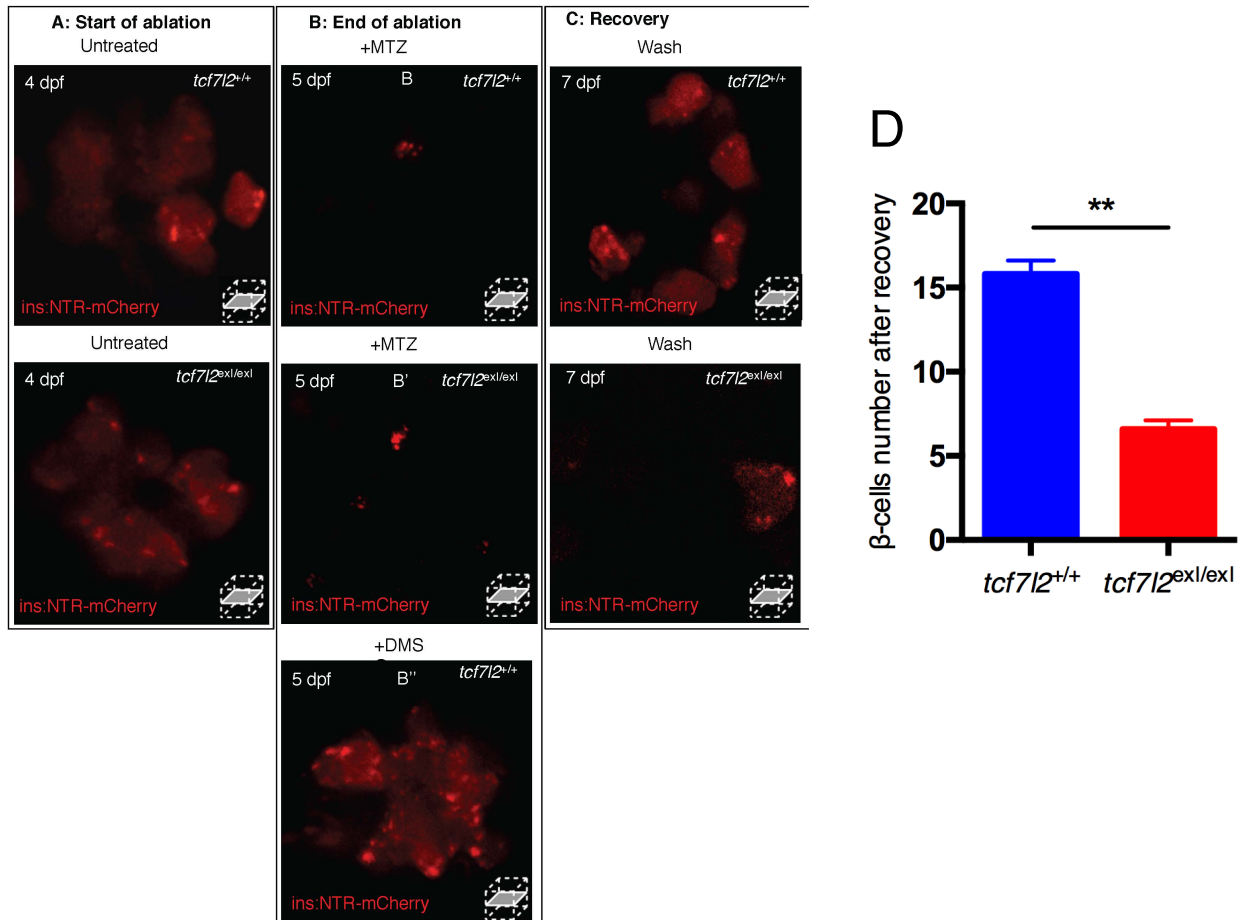 A: Start of ablation
Untreated
4 dpf
tcf7l2+/+
ins:NTR-mCherry
Untreated
4 dpf
tcf7l2exl/exl
ins:NTR-mCherry
B: End of ablation
+MTZ
5 dpf
B
tcf7l2+/+
ins:NTR-mCherry
+MTZ
5 dpf
B'
tcf7l2exl/exl
ins:NTR-mCherry
+DMS
5 dpf
B''
tcf7l2+/+
ins:NTR-mCherry
C: Recovery
Wash
7 dpf
tcf7l2+/+
ins:NTR-mCherry
Wash
7 dpf
tcf7l2exl/exl
ins:NTR-mCherry
D
β-cells number after recovery
20
15
10
5
0
**
tcf7l2+/+
tcf7l2exl/exl